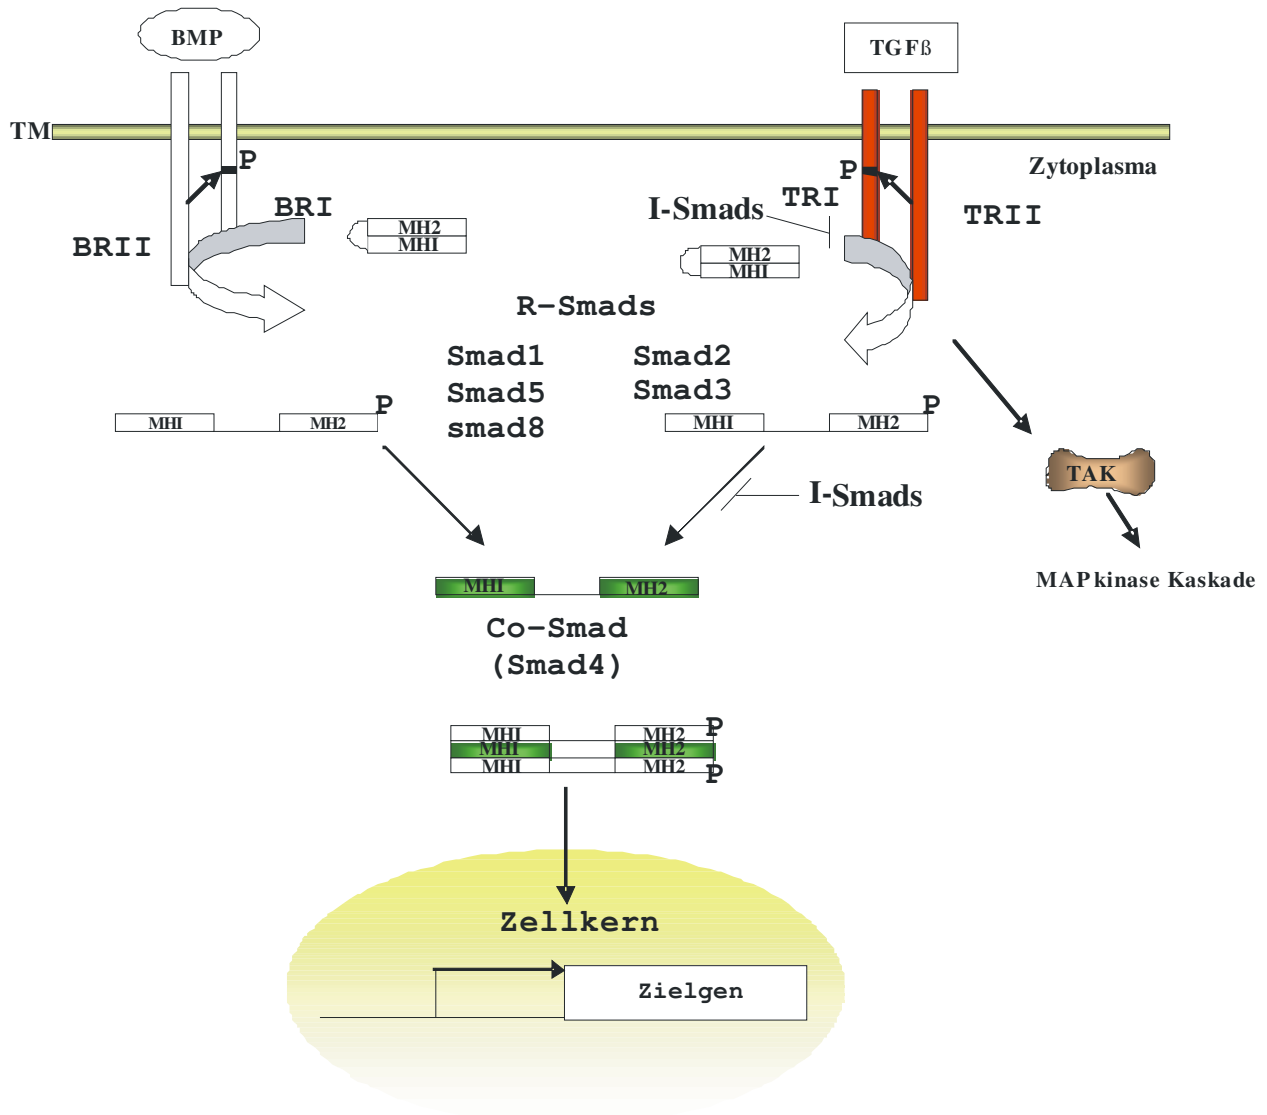 BMP
TGFß
TM
P
P
Zytoplasma
BRI
TRI
I-Smads
TRII
BRII
MH2
MHI
MH2
MHI
R-Smads
Smad1
Smad2
Smad5
Smad3
smad8
P
P
MHI
MH2
MHI
MH2
TAK
I-Smads
MAPkinase Kaskade
MHI
MH2
Co-Smad
(Smad4)
P
MHI
MH2
MHI
MH2
MHI
MH2
P
Zellkern
Zielgen